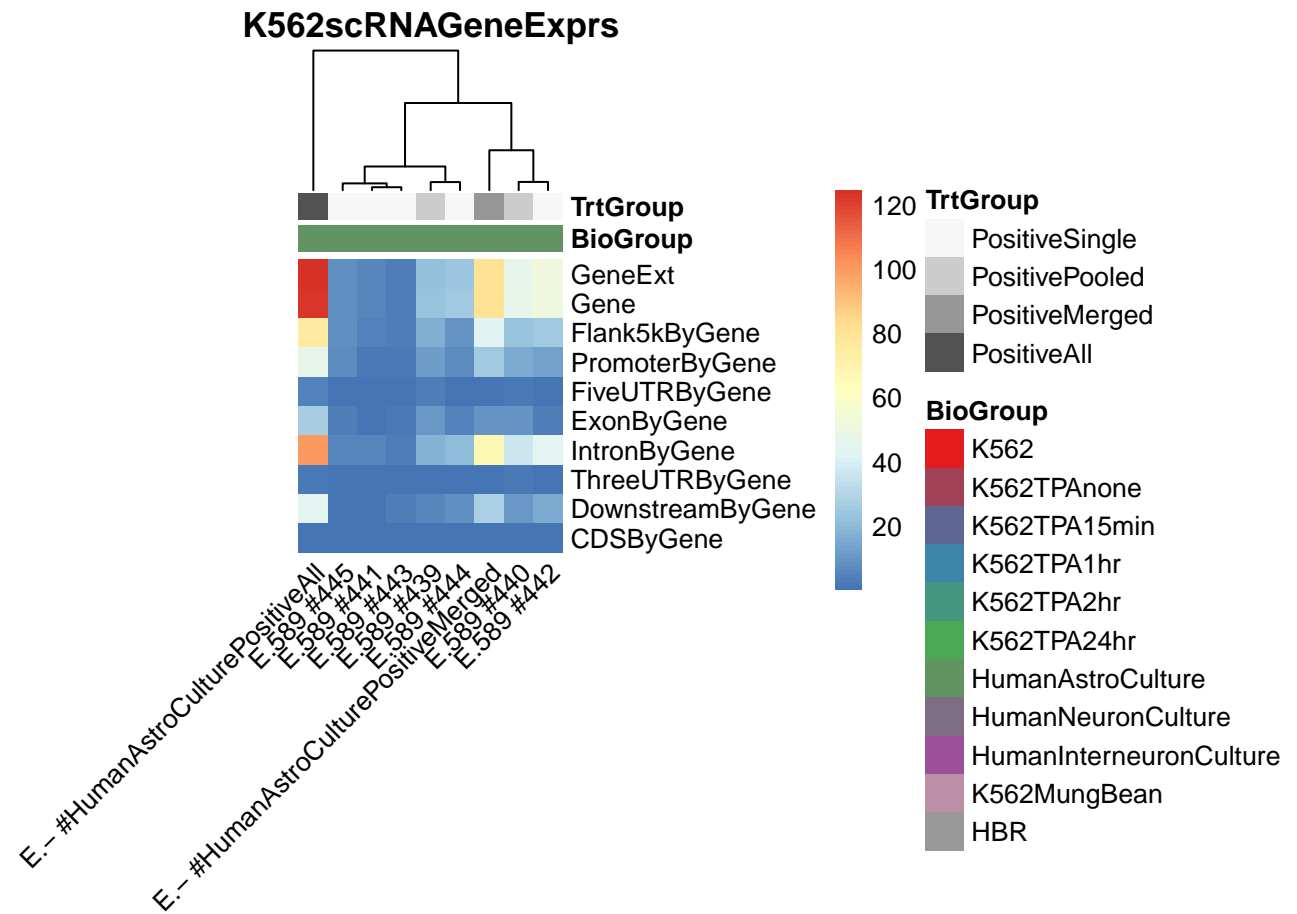 K562scRNAGeneExprs
TrtGroup
BioGroup
GeneExt
Gene
Flank5kByGene
PromoterByGene
FiveUTRByGene
ExonByGene
IntronByGene
ThreeUTRByGene
DownstreamByGene
CDSByGene
E.– #HumanAstroCulturePositiveAll
E.589 #445
E.589 #441
E.589 #443
E.589 #439
E.589 #444
E.– #HumanAstroCulturePositiveMerged
E.589 #440
E.589 #442
120
100
80
60
40
20
TrtGroup
PositiveSingle
PositivePooled
PositiveMerged
PositiveAll
BioGroup
K562
K562TPAnone
K562TPA15min
K562TPA1hr
K562TPA2hr
K562TPA24hr
HumanAstroCulture
HumanNeuronCulture
HumanInterneuronCulture
K562MungBean
HBR